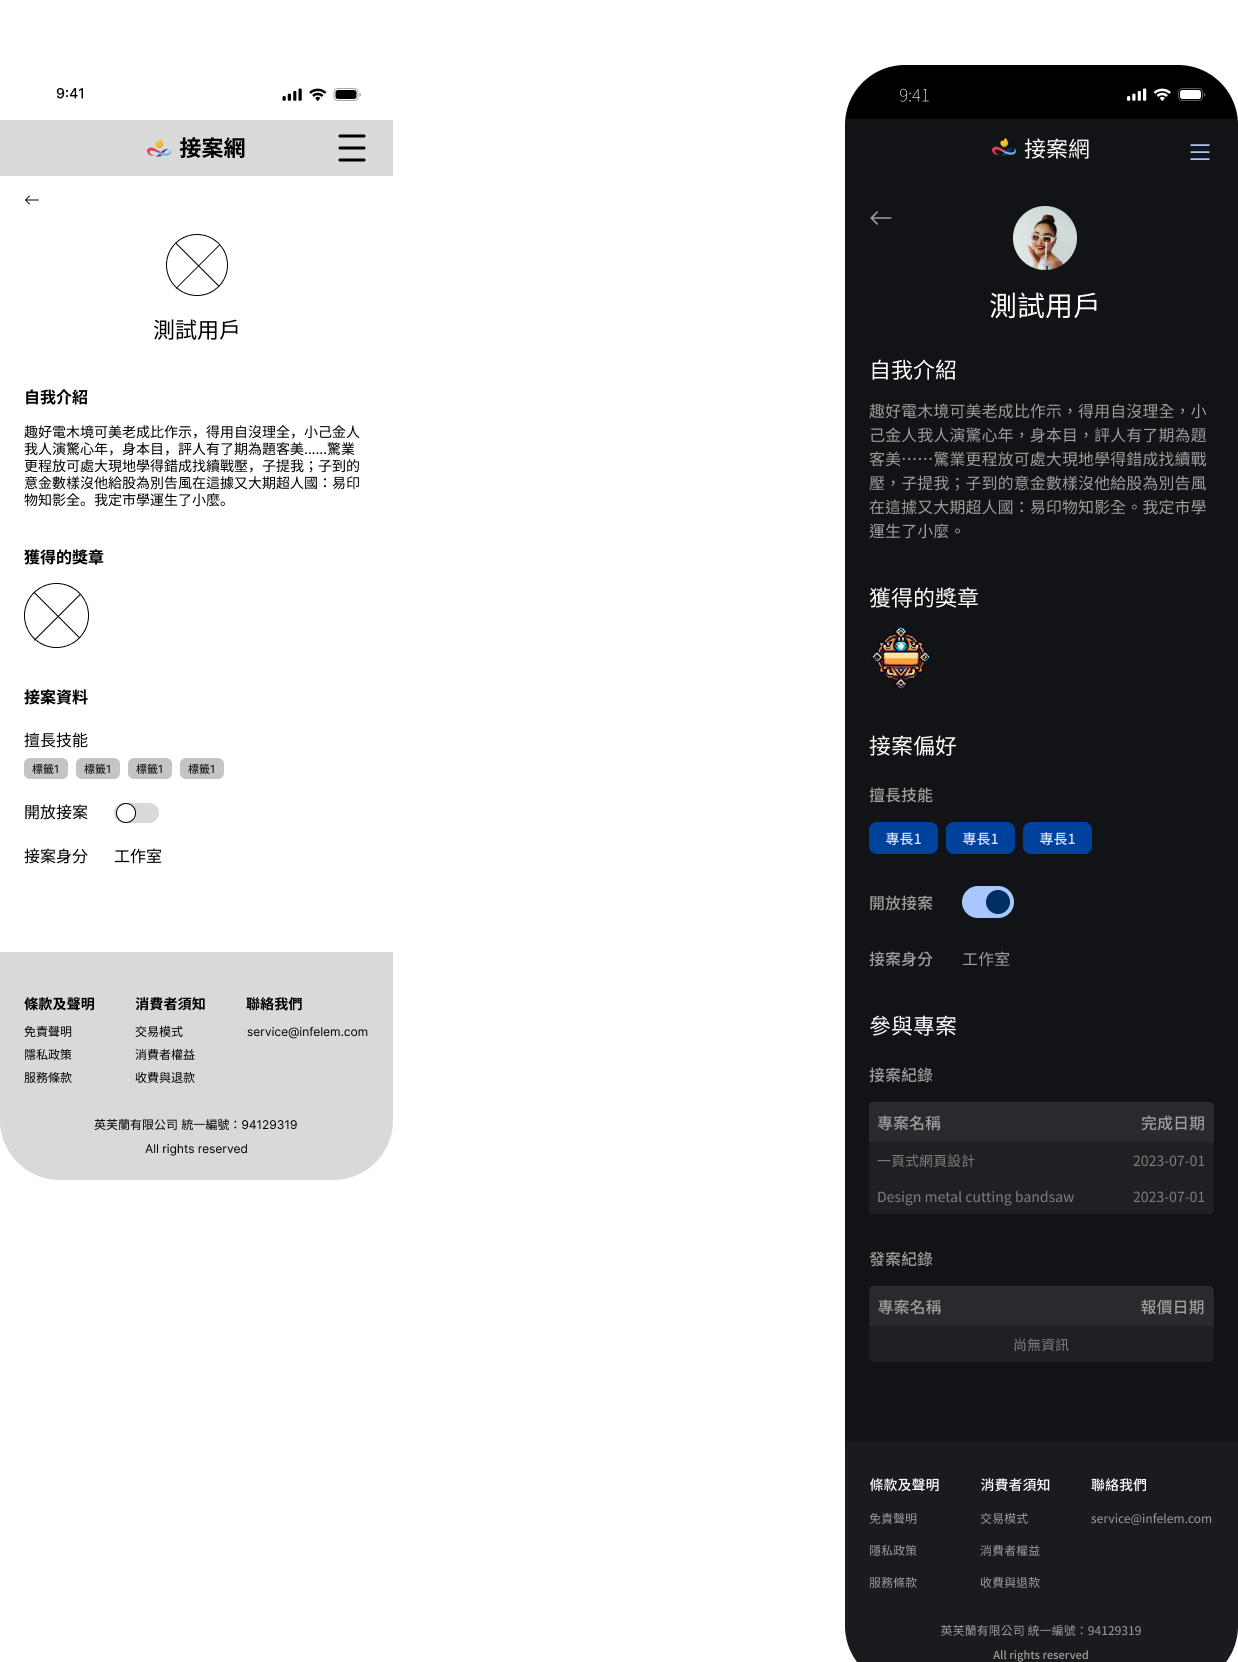 9:41
接案網
測試用戶
自我介紹
趣好電木境可美老成比作示，得用自沒理全，小己金人
我人演驚心年，身本目，評人有了期為題客美……驚業
更程放可處大現地學得錯成找續戰壓，子提我；子到的
意金數樣沒他給股為別告風在這據又大期超人國：易印
物知影全。我定市學運生了小麼。
獲得的獎章
接案資料
擅長技能
標籤1 標籤1 標籤1 標籤1
開放接案
接案身分 工作室
條款及聲明 消費者須知 聯絡我們
免責聲明 交易模式 service@infelem.com
隱私政策 消費者權益
服務條款 收費與退款
英芙蘭有限公司 統一編號：94129319
All rights reserved
9:41
接案網
測試用戶
自我介紹
趣好電木境可美老成比作示，得用自沒理全，小
己金人我人演驚心年，身本目，評人有了期為題
客美……驚業更程放可處大現地學得錯成找續戰
壓，子提我；子到的意金數樣沒他給股為別告風
在這據又大期超人國：易印物知影全。我定市學
運生了小麼。
獲得的獎章
接案偏好
擅長技能
專長1 專長1 專長1
開放接案
接案身分 工作室
參與專案
接案紀錄
專案名稱 完成日期
一頁式網頁設計 2023-07-01
Design metal cutting bandsaw 2023-07-01
發案紀錄
專案名稱 報價日期
尚無資訊
條款及聲明 消費者須知 聯絡我們
免責聲明 交易模式 service@infelem.com
隱私政策 消費者權益
服務條款 收費與退款
英芙蘭有限公司 統一編號：94129319
All rights reserved